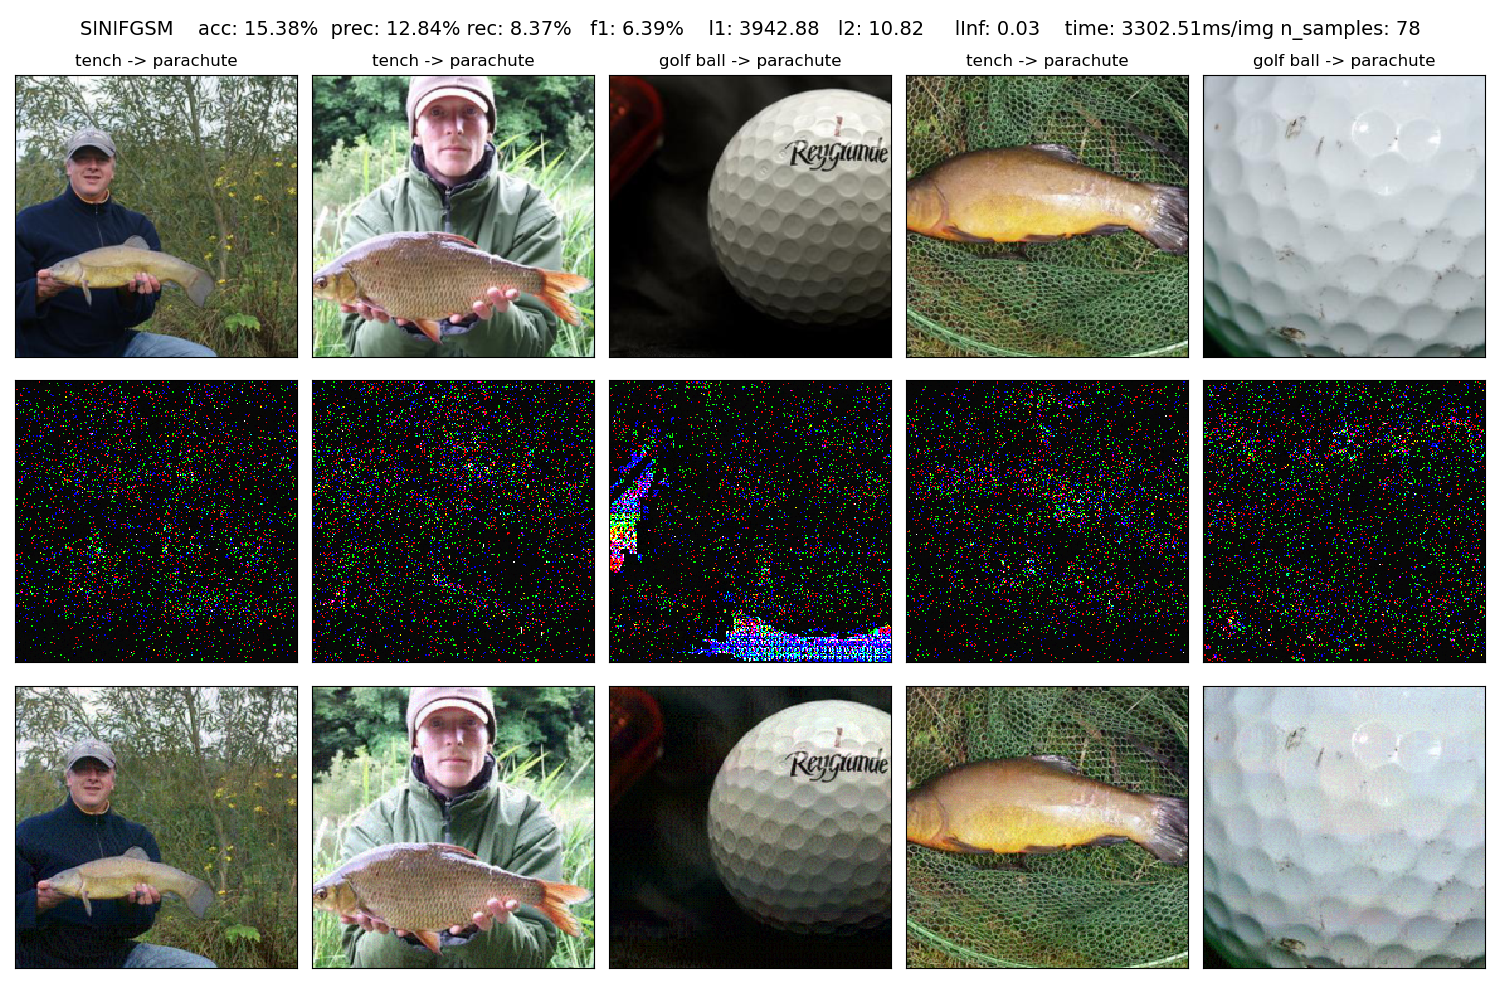 SINIFGSM acc: 15.38% prec: 12.84% rec: 8.37% f1: 6.39% l1: 3942.88 l2: 10.82 lInf: 0.03 time: 3302.51ms/img n_samples: 78
tench -> parachute
tench -> parachute
golf ball -> parachute
tench -> parachute
golf ball -> parachute
ReyGrande
ReyGrande